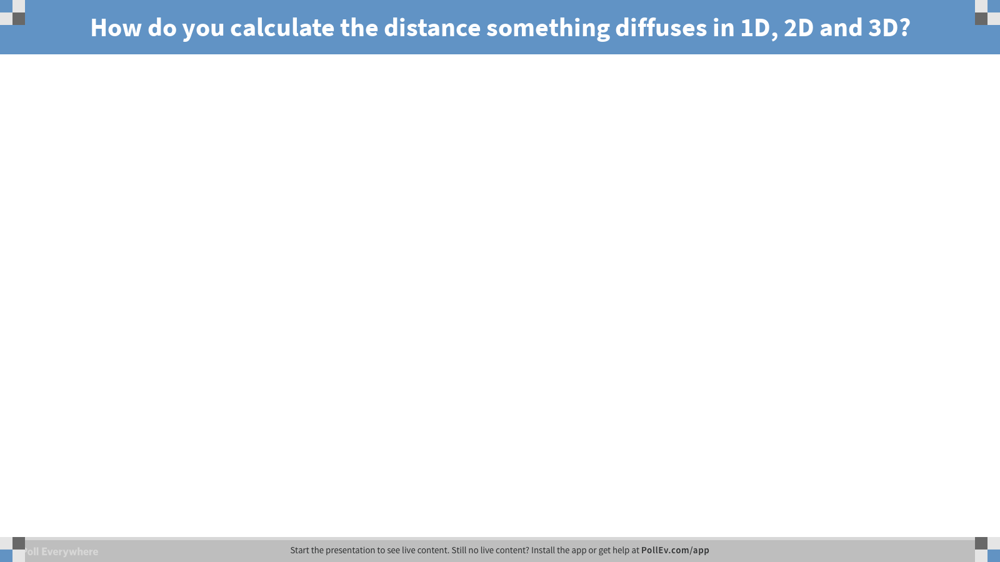 How do you calculate the distance something diffuses in 1D, 2D and 3D?
Poll Everywhere
Start the presentation to see live content. Still no live content? Install the app or get help at PollEv.com/app